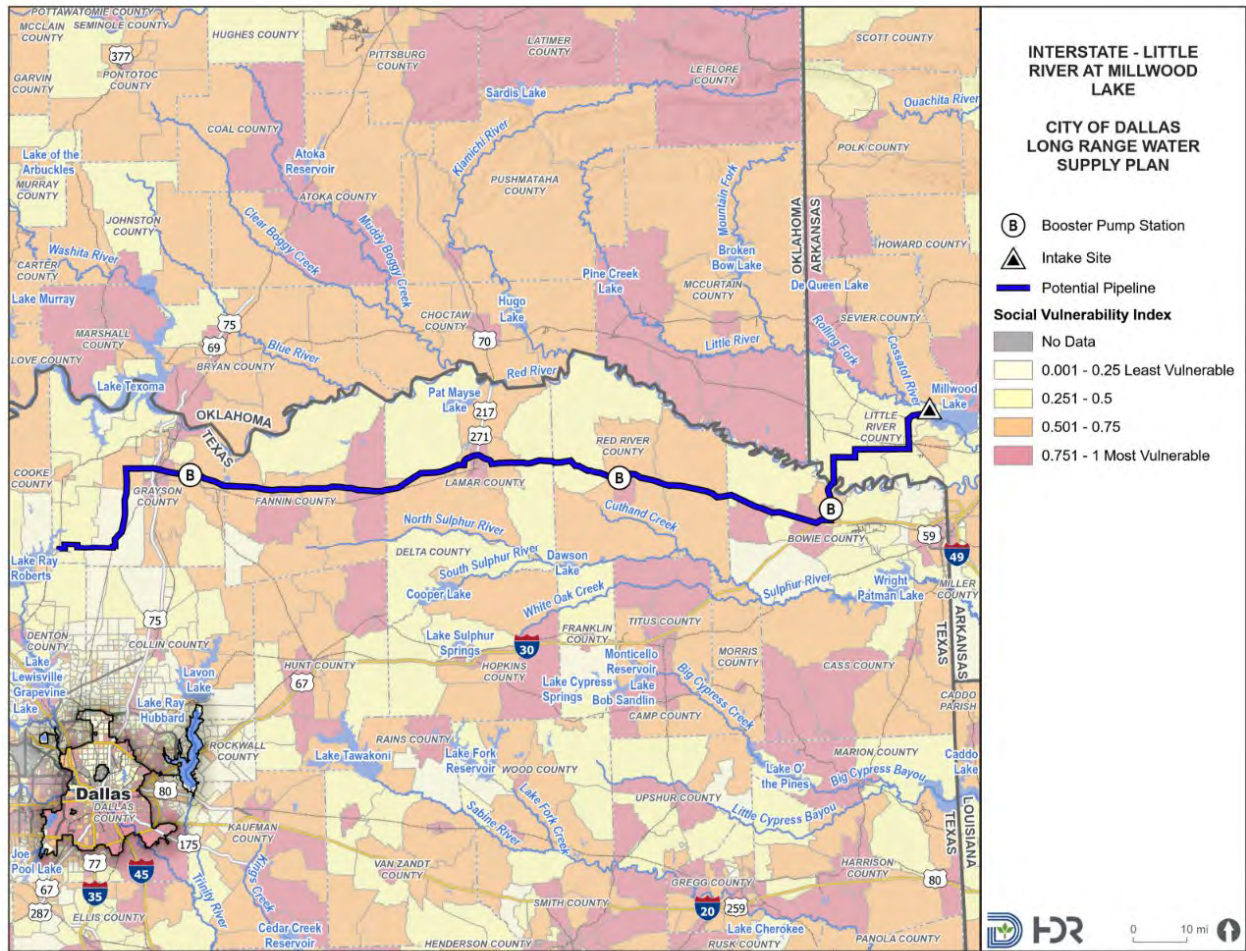 POTTAWATOMIE COUNTY
SEMINOLE COUNTY
MCCLAIN
COUNTY
HUGHES COUNTY
377
GARVIN
COUNTY
PONTOTOC
COUNTY
PITTSBURG
COUNTY
LATIMER
COUNTY
LE FLORE
COUNTY
SCOTT COUNTY
Sardis Lake
Ouachita River
COAL COUNTY
Kiamichi River
POLK COUNTY
Lake of the
Arbuckles
MURRAY
COUNTY
Atoka
Reservoir
ATOKA COUNTY
PUSHMATAHA
COUNTY
Mountain Fork
OKLAHOMA
ARKANSAS
JOHNSTON
COUNTY
Clear Boggy Creek
Muddy Boggy Creek
HOWARD COUNTY
Washita River
CARTER
COUNTY
Lake Murray
Pine Creek
Lake
Broken
Bow Lake
MCCURTAIN
COUNTY
De Queen Lake
MARSHALL
COUNTY
75
69
Hugo
Lake
CHOCTAW
COUNTY
70
SEVIER COUNTY
Rolling Fork
Cossatot River
LOVE COUNTY
BRYAN COUNTY
Blue River
Little River
Red River
Lake Texoma
Pat Mayse
Lake
217
271
Millwood
Lake
OKLAHOMA
TEXAS
LITTLE
RIVER
COUNTY
RED RIVER
COUNTY
COOKE
COUNTY
GRAYSON
COUNTY
B
FANNIN COUNTY
LAMAR COUNTY
B
B
North Sulphur River
Cuthand Creek
BOWIE COUNTY
59
49
Lake Ray
Roberts
DELTA COUNTY
South Sulphur River
Dawson
Lake
Cooper Lake
White Oak Creek
Sulphur River
Wright
Patman Lake
MILLER
COUNTY
75
DENTON
COUNTY
COLLIN COUNTY
ARKANSAS
TEXAS
Lake
Lewisville
Grapevine
Lake
Lavon
Lake
HUNT COUNTY
67
Lake Sulphur
Springs
30
HOPKINS
COUNTY
FRANKLIN
COUNTY
TITUS COUNTY
Monticello
Reservoir
Lake Cypress
Springs
Lake
Bob Sandlin
MORRIS
COUNTY
CASS COUNTY
Big Cypress Creek
CAMP COUNTY
CADDO
PARISH
Lake Ray
Hubbard
ROCKWALL
COUNTY
RAINS COUNTY
Lake Tawakoni
Lake Fork
Reservoir
WOOD COUNTY
MARION COUNTY
Caddo
Lake
Lake O'
the Pines
Big Cypress Bayou
Dallas
DALLAS
COUNTY
80
UPSHUR COUNTY
Little Cypress Bayou
LOUISIANA
TEXAS
Lake Fork Creek
Sabine River
KAUFMAN
COUNTY
175
Joe
Pool Lake
77
45
VAN ZANDT
COUNTY
HARRISON
COUNTY
80
67
35
287
Trinity River
Kings Creek
GREGG COUNTY
20
259
SMITH COUNTY
ELLIS COUNTY
Cedar Creek
Reservoir
HENDERSON COUNTY
Lake Cherokee
RUSK COUNTY
PANOLA COUNTY
INTERSTATE - LITTLE
RIVER AT MILLWOOD
LAKE
CITY OF DALLAS
LONG RANGE WATER
SUPPLY PLAN
B Booster Pump Station
Intake Site
Potential Pipeline
Social Vulnerability Index
No Data
0.001 - 0.25 Least Vulnerable
0.251 - 0.5
0.501 - 0.75
0.751 - 1 Most Vulnerable
HDR
0 10 mi